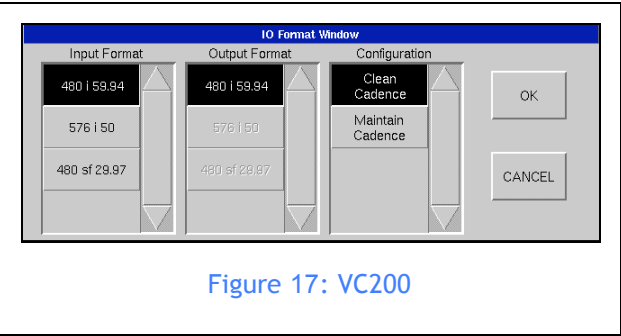 IO Format Window
Input Format
Output Format
Configuration
480 i 59.94
576 i 50
480 sf 29.97
480 i 59.94
576 i 50
480 sf 29.97
Clean
Cadence
Maintain
Cadence
OK
CANCEL
Figure 17: VC200